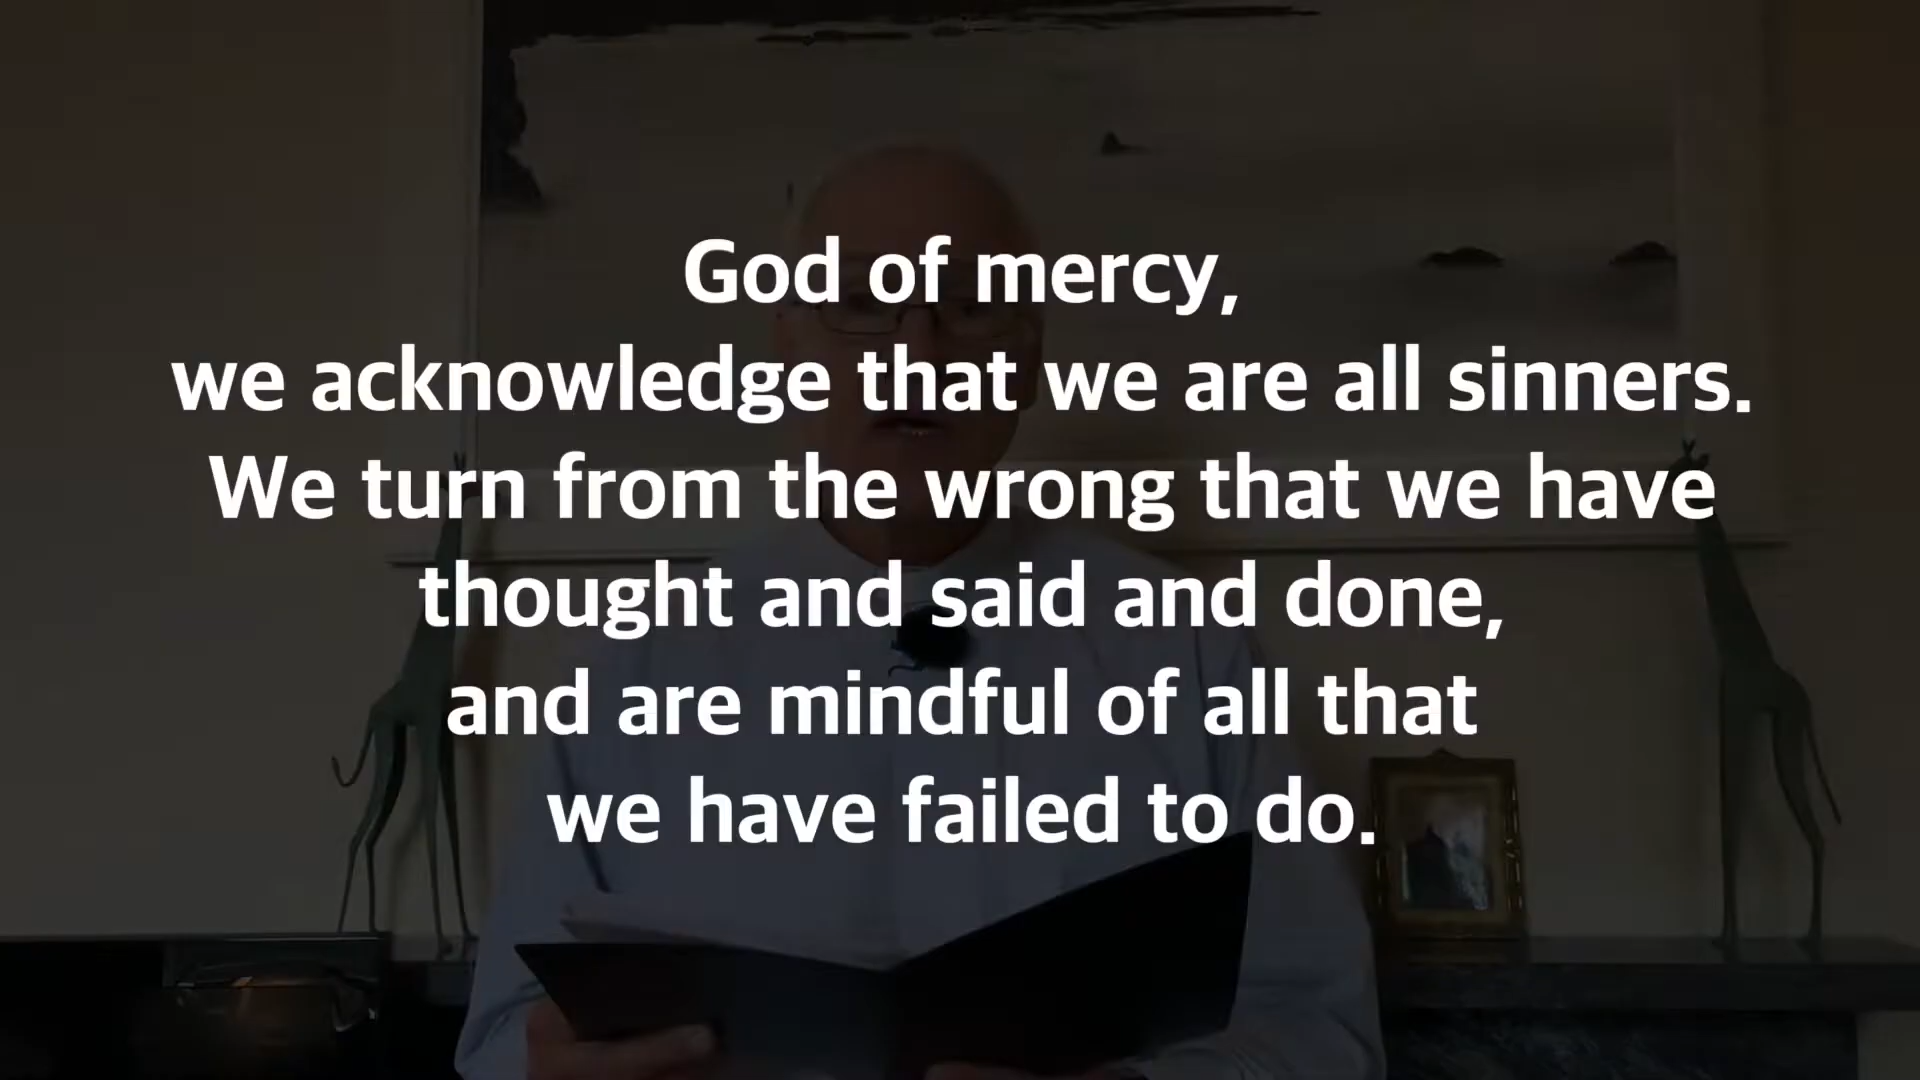 God of mercy,
we acknowledge that we are all sinners.
We turn from the wrong that we have
thought and said and done,
and are mindful of all that
we have failed to do.